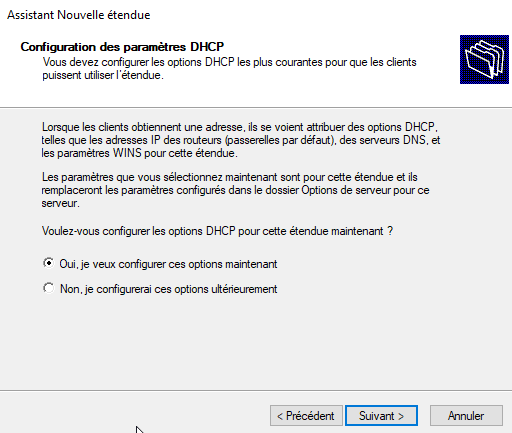 Assistant Nouvelle étendue
Configuration des paramètres DHCP
Vous devez configurer les options DHCP les plus courantes pour que les clients
puissent utiliser l'étendue.
Lorsque les clients obtiennent une adresse, ils se voient attribuer des options DHCP,
telles que les adresses IP des routeurs (passerelles par défaut), des serveurs DNS, et
les paramètres WINS pour cette étendue.
Les paramètres que vous sélectionnez maintenant sont pour cette étendue et ils
remplaceront les paramètres configurés dans le dossier Options de serveur pour ce
serveur.
Voulez-vous configurer les options DHCP pour cette étendue maintenant ?
Oui, je veux configurer ces options maintenant
Non, je configurerai ces options ultérieurement
< Précédent
Suivant >
Annuler